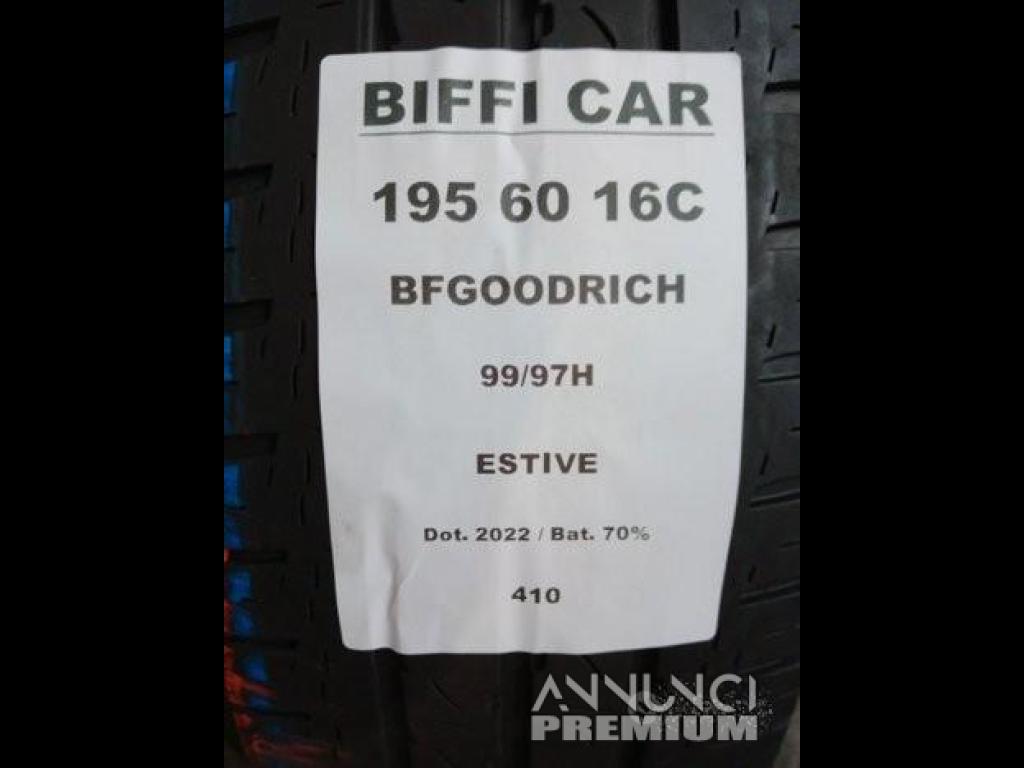 BIFFI CAR
195 60 16C
BFGOODRICH
99/97H
ESTIVE
Dot. 2022 / Bat. 70%
410
ANNUNCI
PREMIUM